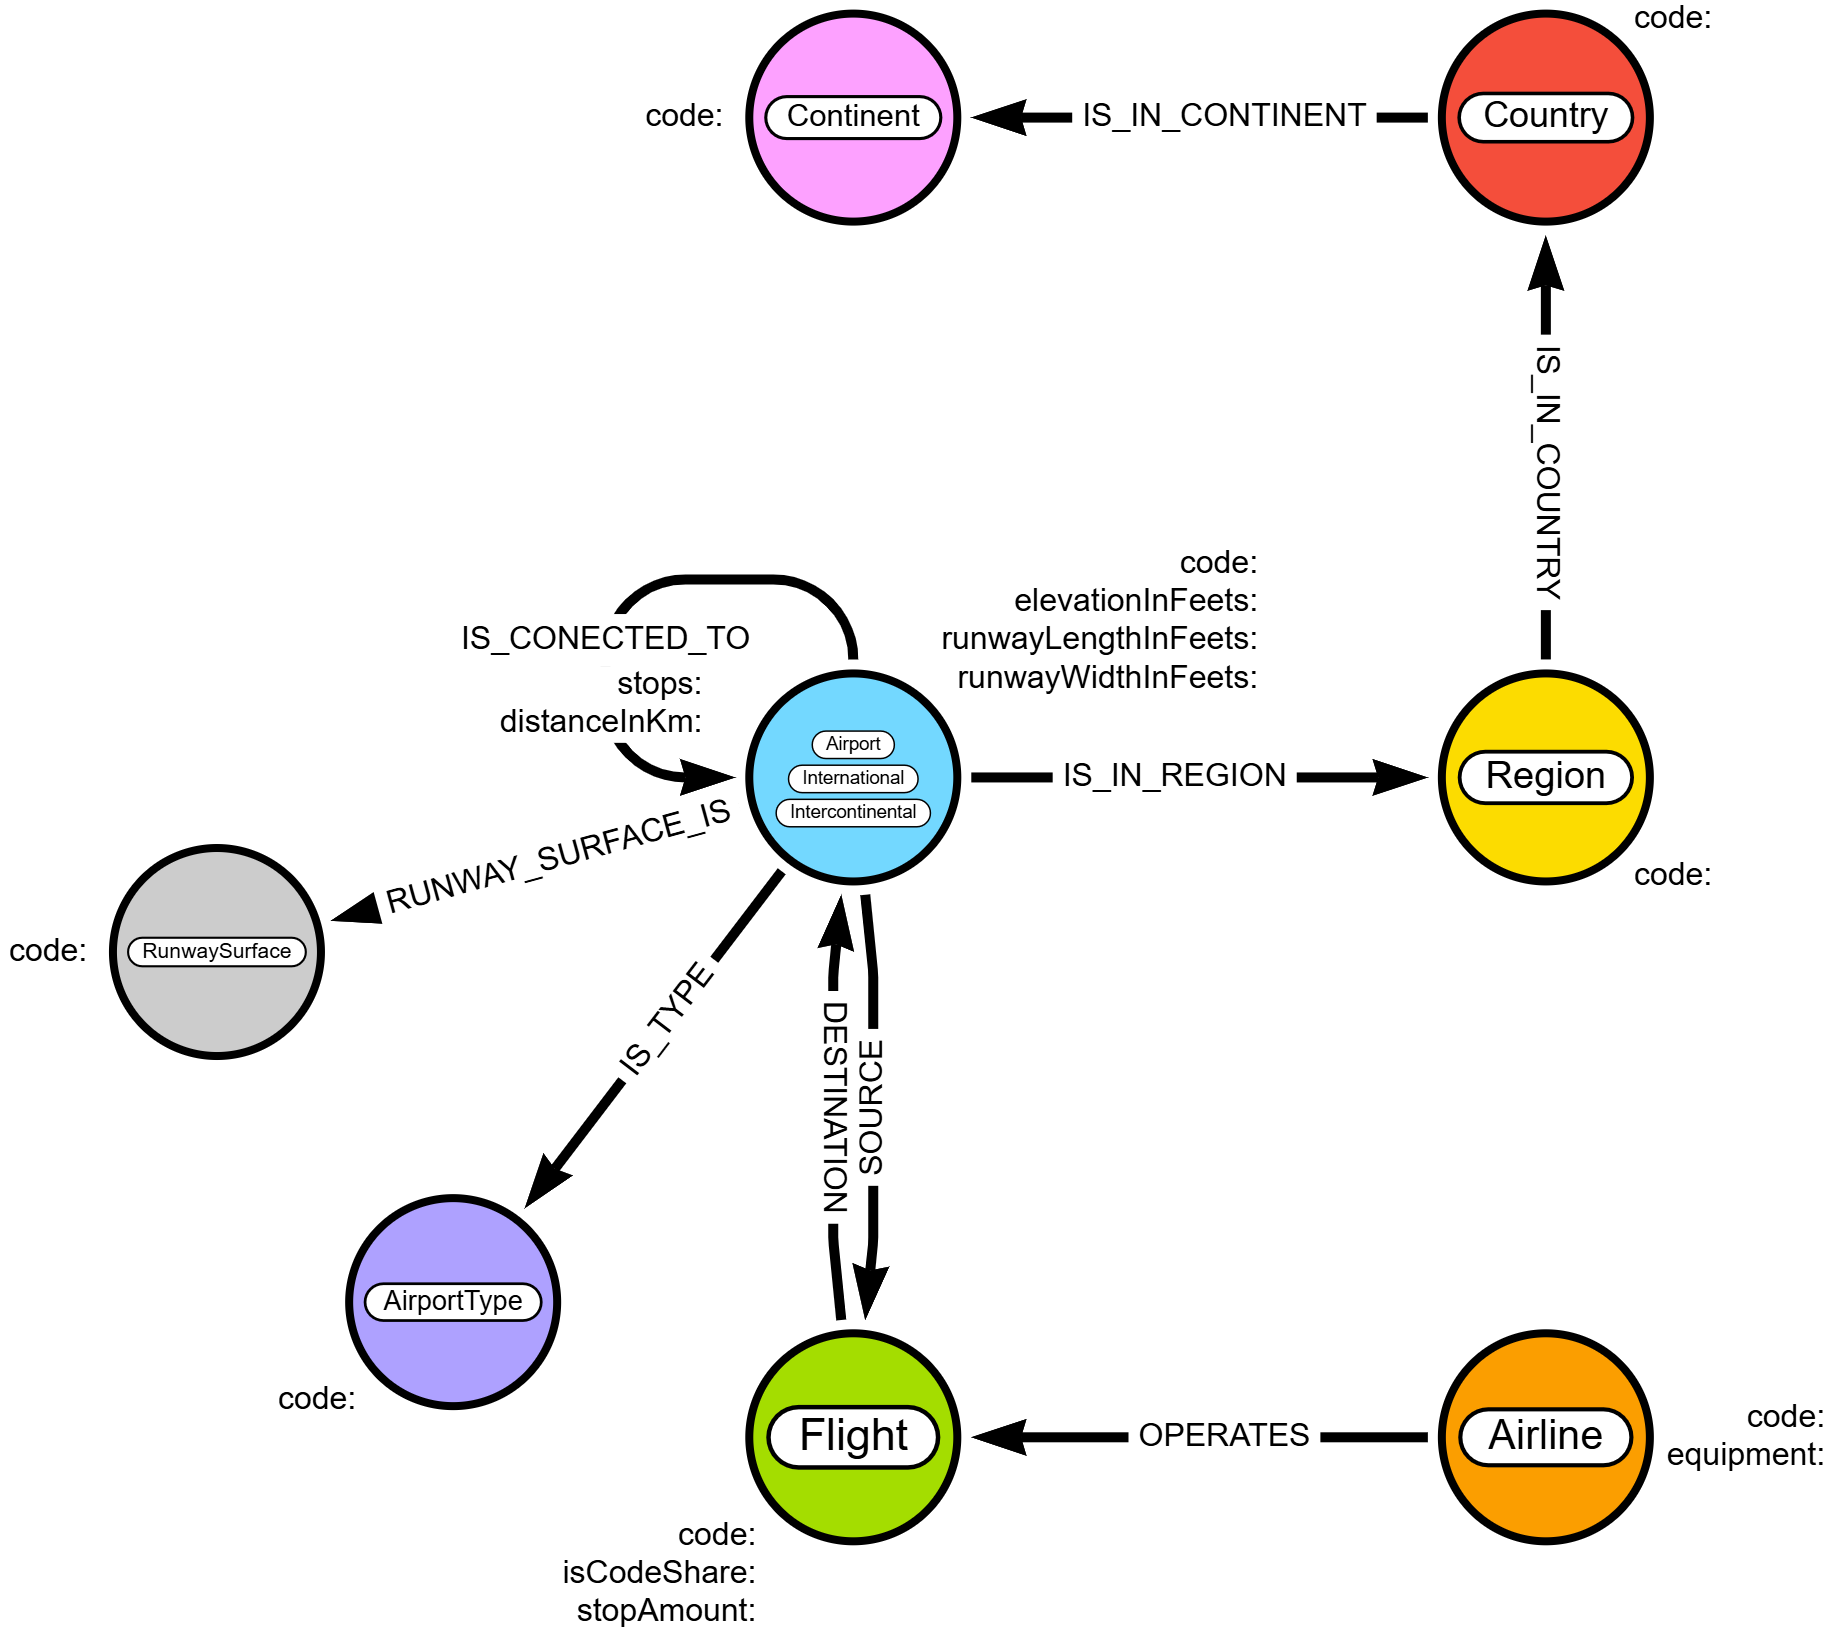 code:
code:
Continent
IS_IN_CONTINENT
Country
IS_IN_COUNTRY
code:
elevationInFeets:
runwayLengthInFeets:
runwayWidthInFeets:
IS_CONECTED_TO
stops:
distanceInKm:
Airport
International
Intercontinental
IS_IN_REGION
Region
code:
RUNWAY_SURFACE_IS
code:
RunwaySurface
IS_TYPE
DESTINATION
SOURCE
AirportType
code:
Flight
OPERATES
Airline
code:
equipment:
code:
isCodeShare:
stopAmount: